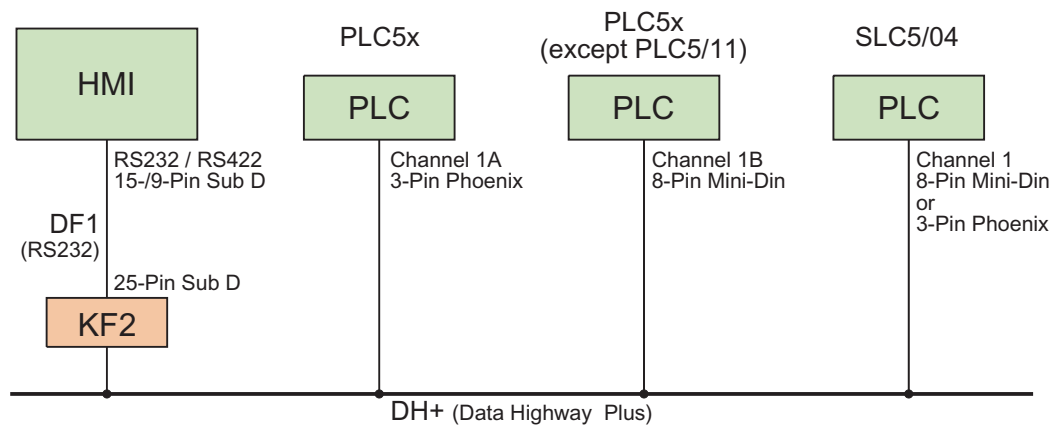 HMI
RS232 / RS422
15-/9-Pin Sub D
DF1
(RS232)
25-Pin Sub D
KF2
PLC5x
PLC
Channel 1A
3-Pin Phoenix
PLC5x
(except PLC5/11)
PLC
Channel 1B
8-Pin Mini-Din
SLC5/04
PLC
Channel 1
8-Pin Mini-Din
or
3-Pin Phoenix
DH+ (Data Highway Plus)